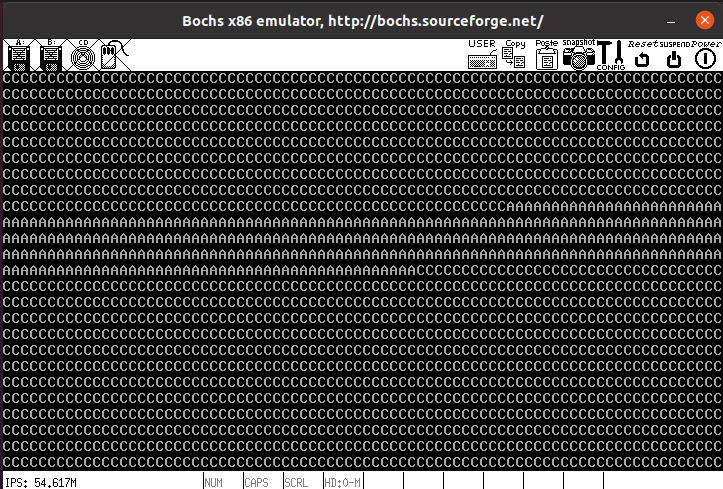 Bochs x86 emulator, http://bochs.sourceforge.net/
A: B: CD USER Copy Paste snapshot CONFIG Reset SUSPEND Power
CCCCCCCCCCCCCCCCCCCCCCCCCCCCCCCCCCCCCCCCCCCCCCCCCCCCCCCCCCCCCCCCCCCCCCCCCCCCCCCC
CCCCCCCCCCCCCCCCCCCCCCCCCCCCCCCCCCCCCCCCCCCCCCCCCCCCCCCCCCCCCCCCCCCCCCCCCCCCCCCC
CCCCCCCCCCCCCCCCCCCCCCCCCCCCCCCCCCCCCCCCCCCCCCCCCCCCCCCCCCCCCCCCCCCCCCCCCCCCCCCC
CCCCCCCCCCCCCCCCCCCCCCCCCCCCCCCCCCCCCCCCCCCCCCCCCCCCCCCCCCCCCCCCCCCCCCCCCCCCCCCC
CCCCCCCCCCCCCCCCCCCCCCCCCCCCCCCCCCCCCCCCCCCCCCCCCCCCCCCCCCCCCCCCCCCCCCCCCCCCCCCC
CCCCCCCCCCCCCCCCCCCCCCCCCCCCCCCCCCCCCCCCCCCCCCCCCCCCCCCCCCCCCCCCCCCCCCCCCCCCCCCC
CCCCCCCCCCCCCCCCCCCCCCCCCCCCCCCCCCCCCCCCCCCCCCCCCCCCCCCCCCCCCCCCCCCCCCCCCCCCCCCC
CCCCCCCCCCCCCCCCCCCCCCCCCCCCCCCCCCCCCCCCCCCCCCCCCCCCCCCCCCCCCCCCCCCCCCCCCCCCCCCC
CCCCCCCCCCCCCCCCCCCCCCCCCCCCCCCCCCCCCCCCCCCCCCCCCCCCCCCCAAAAAAAAAAAAAAAAAAAAAAAA
AAAAAAAAAAAAAAAAAAAAAAAAAAAAAAAAAAAAAAAAAAAAAAAAAAAAAAAAAAAAAAAAAAAAAAAAAAAAAAAA
AAAAAAAAAAAAAAAAAAAAAAAAAAAAAAAAAAAAAAAAAAAAAAAAAAAAAAAAAAAAAAAAAAAAAAAAAAAAAAAA
AAAAAAAAAAAAAAAAAAAAAAAAAAAAAAAAAAAAAAAAAAAAAAAAAAAAAAAAAAAAAAAAAAAAAAAAAAAAAAAA
AAAAAAAAAAAAAAAAAAAAAAAAAAAAAAAAAAAAAAAAAAAAAACCCCCCCCCCCCCCCCCCCCCCCCCCCCCCCCCC
CCCCCCCCCCCCCCCCCCCCCCCCCCCCCCCCCCCCCCCCCCCCCCCCCCCCCCCCCCCCCCCCCCCCCCCCCCCCCCCC
CCCCCCCCCCCCCCCCCCCCCCCCCCCCCCCCCCCCCCCCCCCCCCCCCCCCCCCCCCCCCCCCCCCCCCCCCCCCCCCC
CCCCCCCCCCCCCCCCCCCCCCCCCCCCCCCCCCCCCCCCCCCCCCCCCCCCCCCCCCCCCCCCCCCCCCCCCCCCCCCC
CCCCCCCCCCCCCCCCCCCCCCCCCCCCCCCCCCCCCCCCCCCCCCCCCCCCCCCCCCCCCCCCCCCCCCCCCCCCCCCC
CCCCCCCCCCCCCCCCCCCCCCCCCCCCCCCCCCCCCCCCCCCCCCCCCCCCCCCCCCCCCCCCCCCCCCCCCCCCCCCC
CCCCCCCCCCCCCCCCCCCCCCCCCCCCCCCCCCCCCCCCCCCCCCCCCCCCCCCCCCCCCCCCCCCCCCCCCCCCCCCC
CCCCCCCCCCCCCCCCCCCCCCCCCCCCCCCCCCCCCCCCCCCCCCCCCCCCCCCCCCCCCCCCCCCCCCCCCCCCCCCC
CCCCCCCCCCCCCCCCCCCCCCCCCCCCCCCCCCCCCCCCCCCCCCCCCCCCCCCCCCCCCCCCCCCCCCCCCCCCCCCC
CCCCCCCCCCCCCCCCCCCCCCCCCCCCCCCCCCCCCCCCCCCCCCCCCCCCCCCCCCCCCCCCCCCCCCCCCCCCCCCC
CCCCCCCCCCCCCCCCCCCCCCCCCCCCCCCCCCCCCCCCCCCCCCCCCCCCCCCCCCCCCCCCCCCCCCCCCCCCCCCC
CCCCCCCCCCCCCCCCCCCCCCCCCCCCCCCCCCCCCCCCCCCCCCCCCCCCCCCCCCCCCCCCCCCCCCCCCCCCCCCC
CCCCCCCCCCCCCCCCCCCCCCCCCCCCCCCCCCCCCCCCCCCCCCCCCCCCCCCCCCCCCCCCCCCCCCCCCCCCCCCC
IPS: 54.617M NUM CAPS SCRL HD:0-M